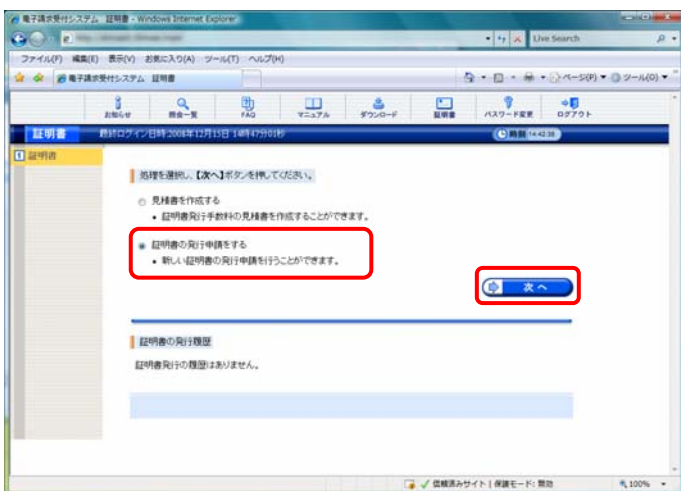 電子請求受付システム 証明書 - Windows Internet Explorer
Live Search
ファイル(F) 編集(E) 表示(V) お気に入り(A) ツール(T) ヘルプ(H)
電子請求受付システム 証明書
ページ(P) ツール(O)
お知らせ 照会一覧 FAQ マニュアル ダウンロード 証明書 パスワード変更 ログアウト
証明書 最終ログイン日時:2008年12月15日 14時47分01秒 時刻 14:42:38
1 証明書
処理を選択し、【次へ】ボタンを押してください。
見積書を作成する
• 証明書発行手数料の見積書を作成することができます。
証明書の発行申請をする
• 新しい証明書の発行申請を行うことができます。
次へ
証明書の発行履歴
証明書発行の履歴はありません。
信頼済みサイト | 保護モード: 無効 100%